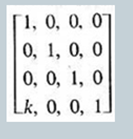 1, 0, 0, 0
0, 1, 0, 0
0, 0, 1, 0
k, 0, 0, 1